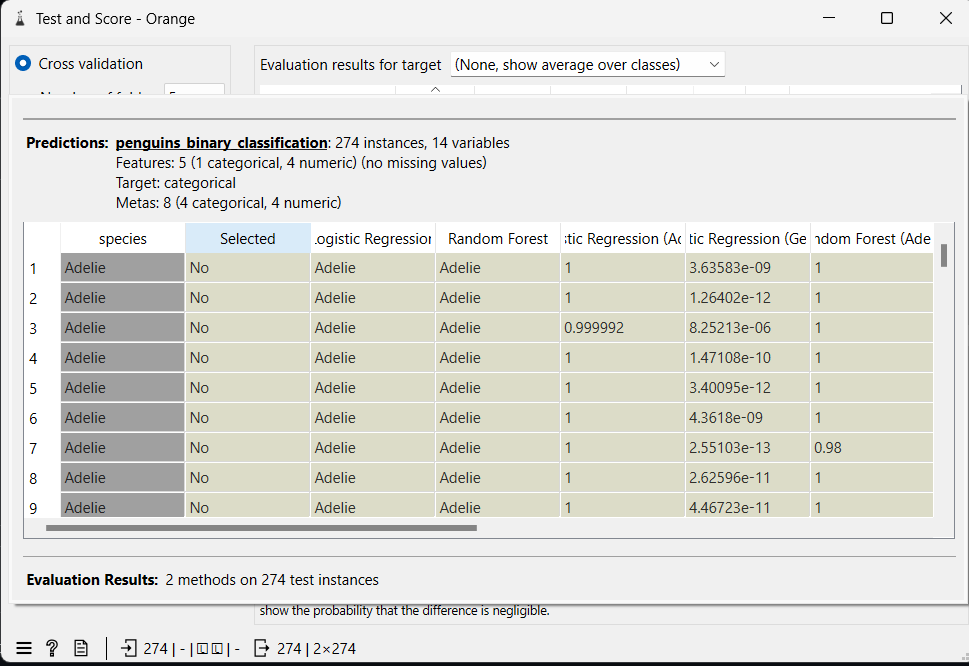 Test and Score - Orange
Cross validation
Evaluation results for target (None, show average over classes)
Predictions: penguins_binary_classification: 274 instances, 14 variables
Features: 5 (1 categorical, 4 numeric) (no missing values)
Target: categorical
Metas: 8 (4 categorical, 4 numeric)
species Selected ogistic Regression Random Forest tic Regression (Ac tic Regression (Ge ndom Forest (Ade
1 Adelie No Adelie Adelie 1 3.63583e-09 1
2 Adelie No Adelie Adelie 1 1.26402e-12 1
3 Adelie No Adelie Adelie 0.999992 8.25213e-06 1
4 Adelie No Adelie Adelie 1 1.47108e-10 1
5 Adelie No Adelie Adelie 1 3.40095e-12 1
6 Adelie No Adelie Adelie 1 4.3618e-09 1
7 Adelie No Adelie Adelie 1 2.55103e-13 0.98
8 Adelie No Adelie Adelie 1 2.62596e-11 1
9 Adelie No Adelie Adelie 1 4.46723e-11 1
Evaluation Results: 2 methods on 274 test instances
show the probability that the difference is negligible.
? 274 | - | | - 274 | 2×274